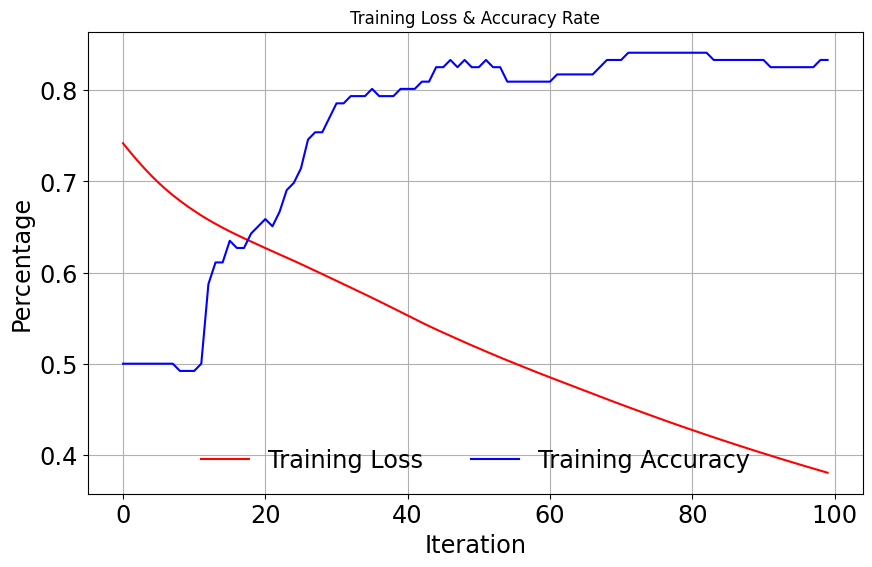 Training Loss & Accuracy Rate
Percentage
0.8
0.7
0.6
0.5
0.4
Training Loss Training Accuracy
0 20 40 60 80 100
Iteration